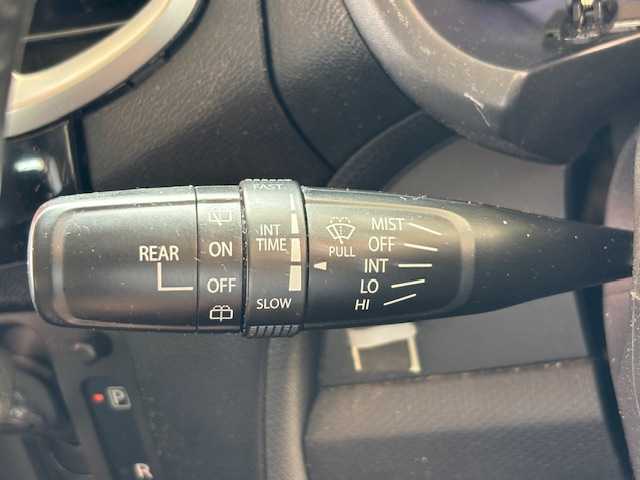 REAR
ON
OFF
FAST
INT
TIME
SLOW
PULL
MIST
OFF
INT
LO
HI
P
R